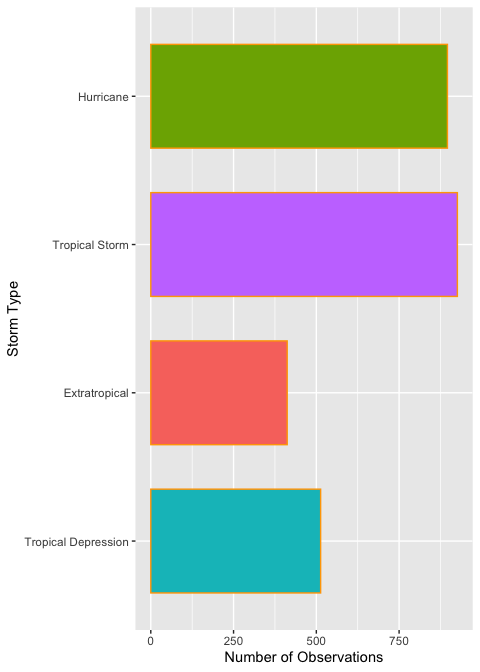 Hurricane
Tropical Storm
Extratropical
Tropical Depression
Storm Type
0 250 500 750
Number of Observations